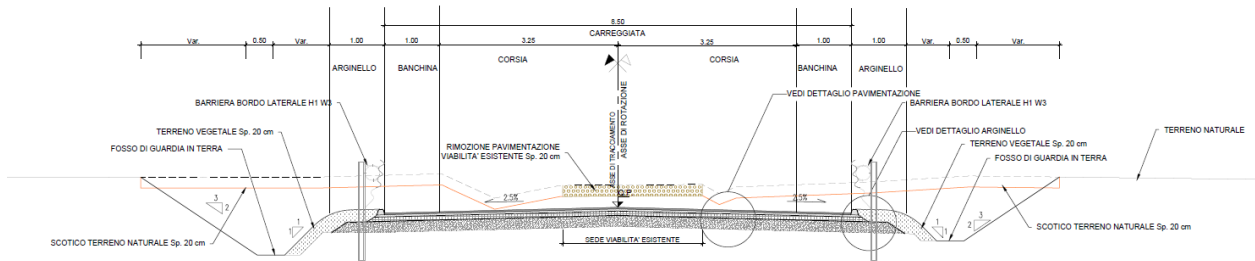 8.50
CARREGGIATA
Var.
0.50
Var.
1.00
1.00
3.25
3.25
1.00
1.00
Var.
0.50
Var.
ARGINELLO
BANCHINA
CORSIA
CORSIA
BANCHINA
ARGINELLO
ASSE DI TRACCIAMENTO
ASSE DI ROTAZIONE
VEDI DETTAGLIO PAVIMENTAZIONE
BARRIERA BORDO LATERALE H1 W3
BARRIERA BORDO LATERALE H1 W3
TERRENO VEGETALE Sp. 20 cm
VEDI DETTAGLIO ARGINELLO
TERRENO NATURALE
FOSSO DI GUARDIA IN TERRA
RIMOZIONE PAVIMENTAZIONE
VIABILITA' ESISTENTE Sp. 20 cm
TERRENO VEGETALE Sp. 20 cm
FOSSO DI GUARDIA IN TERRA
2.5%
2.5%
3
2
1
1
1
1
3
2
SCOTICO TERRENO NATURALE Sp. 20 cm
SEDE VIABILITA' ESISTENTE
SCOTICO TERRENO NATURALE Sp. 20 cm